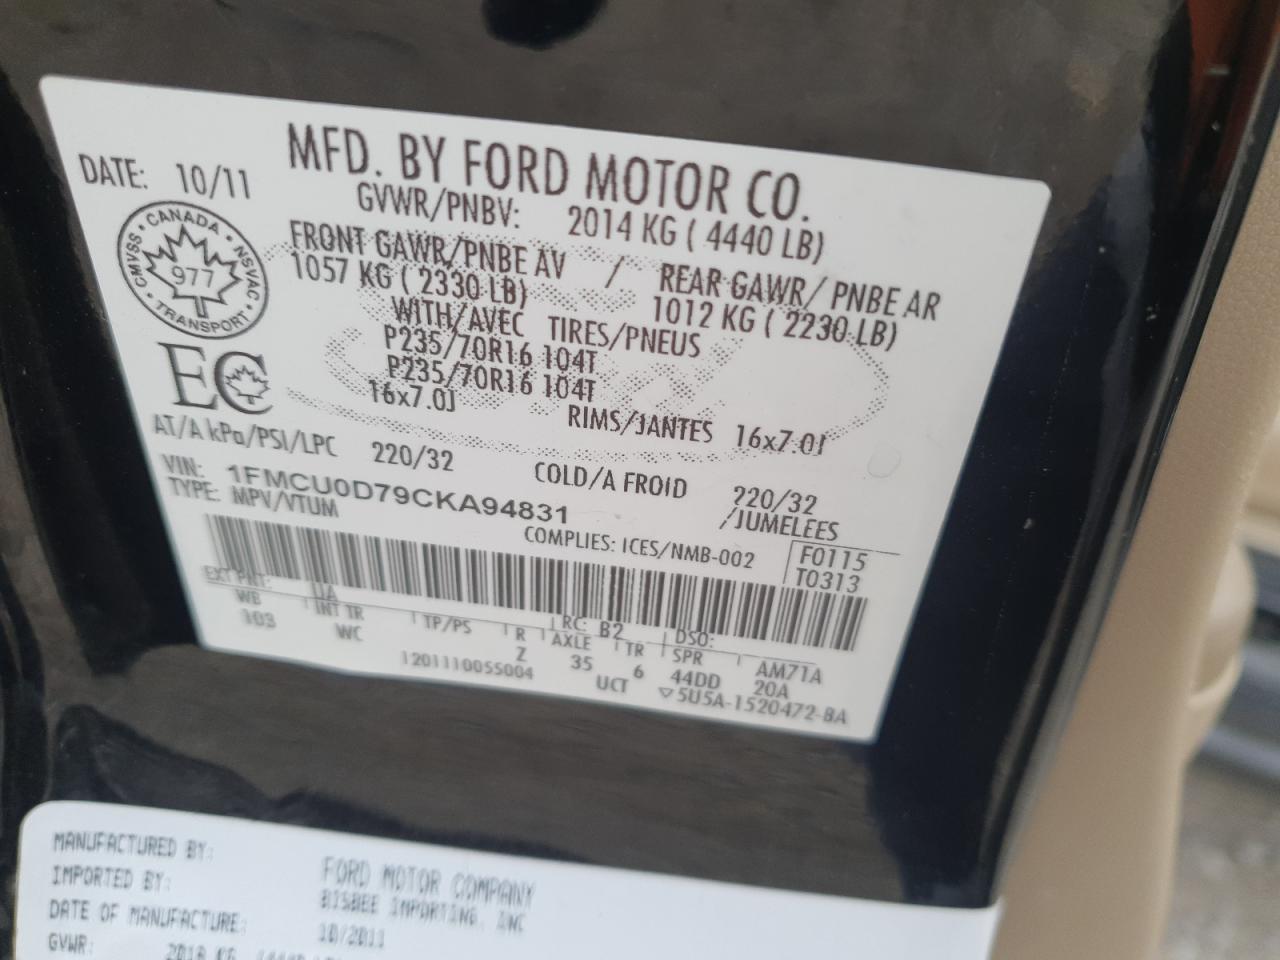 MFD. BY FORD MOTOR CO.
DATE: 10/11
GVWR/PNBV: 2014 KG ( 4440 LB)
FRONT GAWR/PNBE AV / REAR GAWR/ PNBE AR
1057 KG ( 2330 LB) 1012 KG ( 2230 LB)
CMVSS • CANADA • NSVAC • TRANSPORT •
977
WITH/AVEC TIRES/PNEUS
P235/70R16 104T
P235/70R16 104T
16x7.0J RIMS/JANTES 16x7.0J
EC
AT/A kPa/PSI/LPC 220/32 COLD/A FROID 220/32
/JUMELEES
VIN: 1FMCU0D79CKA94831
TYPE: MPV/VTUM
COMPLIES: ICES/NMB-002
F0115
T0313
EXT PNT: UA RC: B2 DSO:
WB INT TR TP/PS R AXLE TR SPR AM71A
103 WC Z 35 6 44DD 20A
1201110055004 UCT ▽5U5A-1520472-BA
MANUFACTURED BY: FORD MOTOR COMPANY
IMPORTED BY: BISBEE IMPORTING, INC
DATE OF MANUFACTURE: 10/2011
GVWR: KG